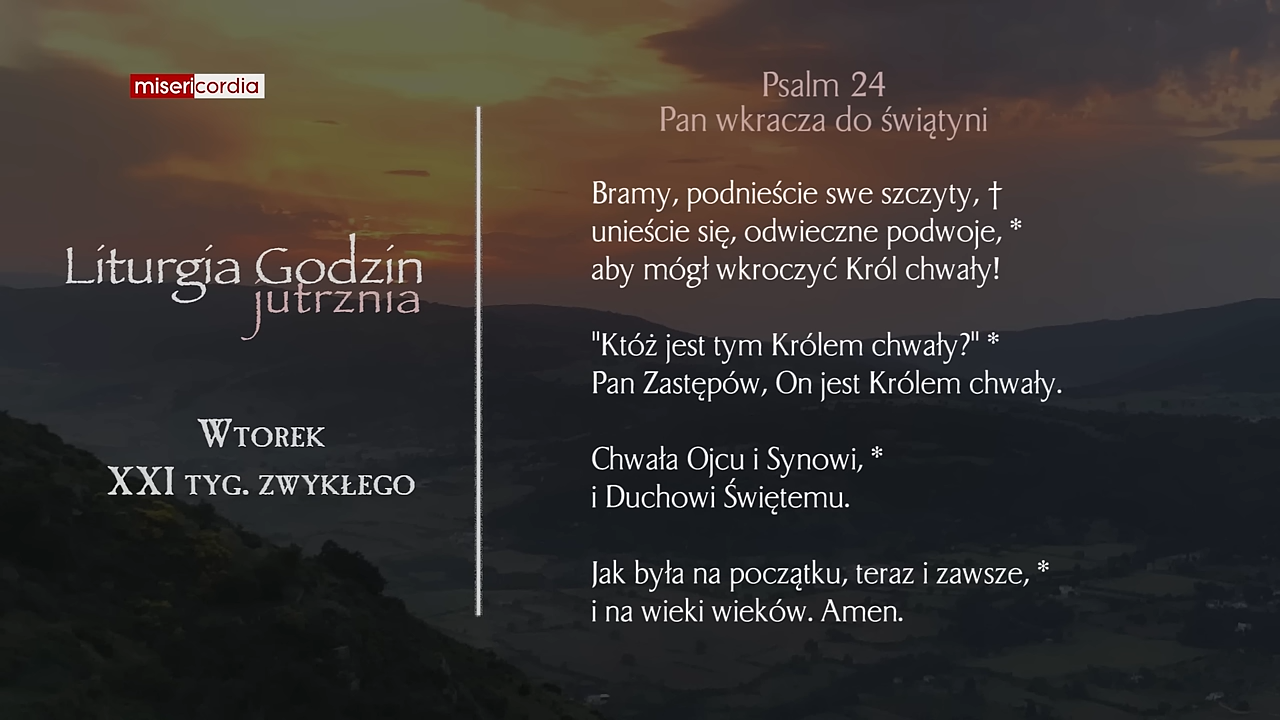 misericordia
Liturgia Godzin
jutrznia
Wtorek
XXI tyg. zwykłego
Psalm 24
Pan wkracza do świątyni
Bramy, podnieście swe szczyty, †
unieście się, odwieczne podwoje, *
aby mógł wkroczyć Król chwały!
"Któż jest tym Królem chwały?" *
Pan Zastępów, On jest Królem chwały.
Chwała Ojcu i Synowi, *
i Duchowi Świętemu.
Jak była na początku, teraz i zawsze, *
i na wieki wieków. Amen.